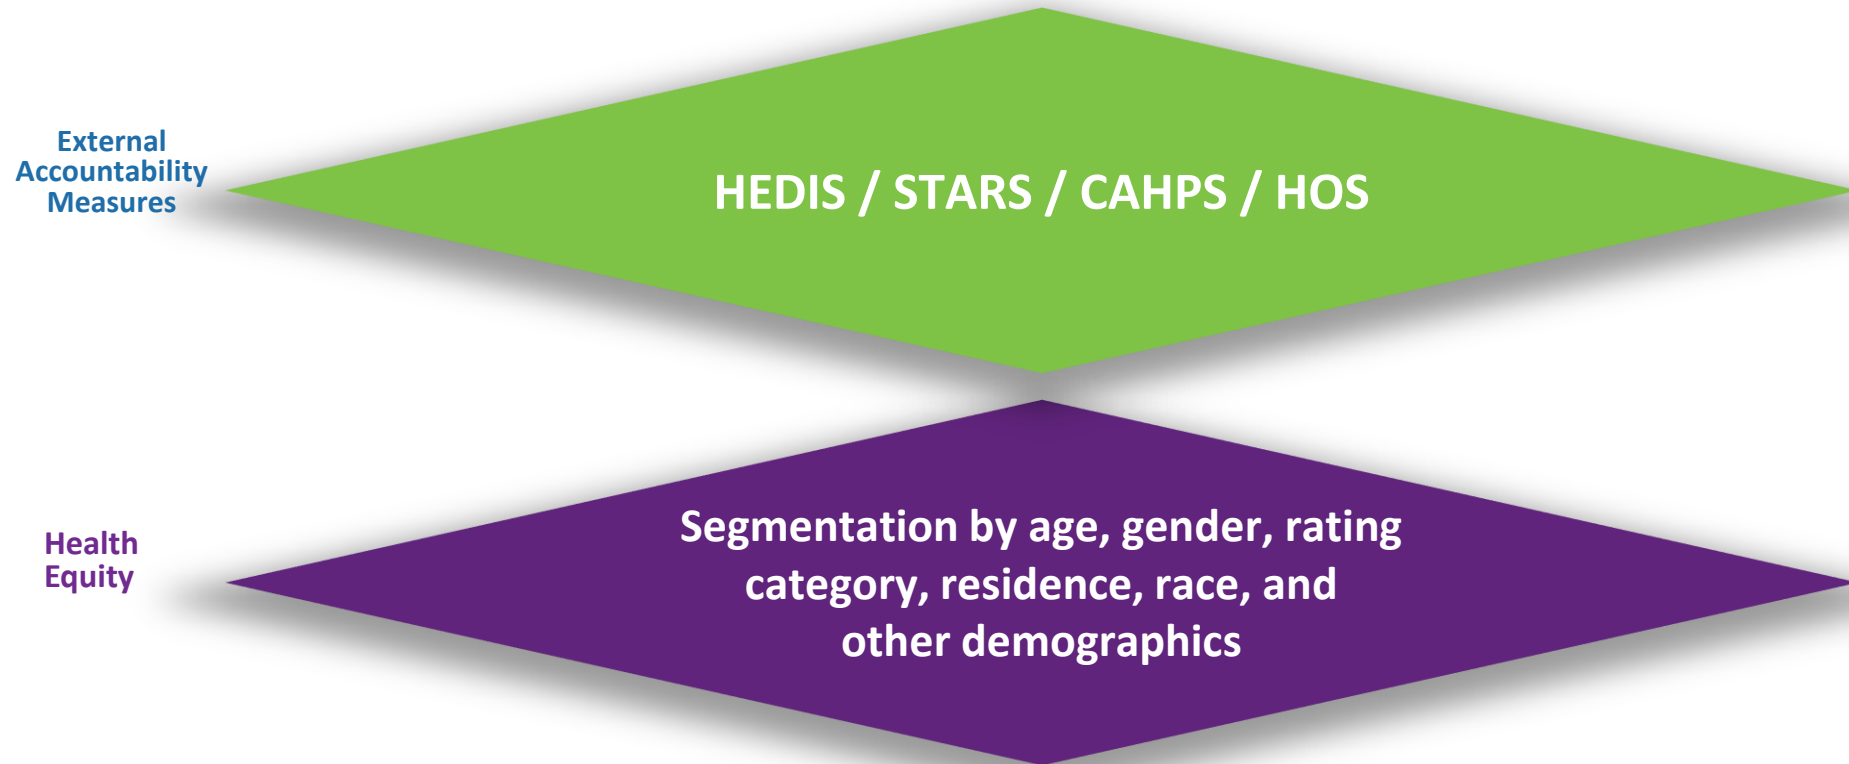 External
Accountability
Measures
HEDIS / STARS / CAHPS / HOS
Health
Equity
Segmentation by age, gender, rating
category, residence, race, and
other demographics